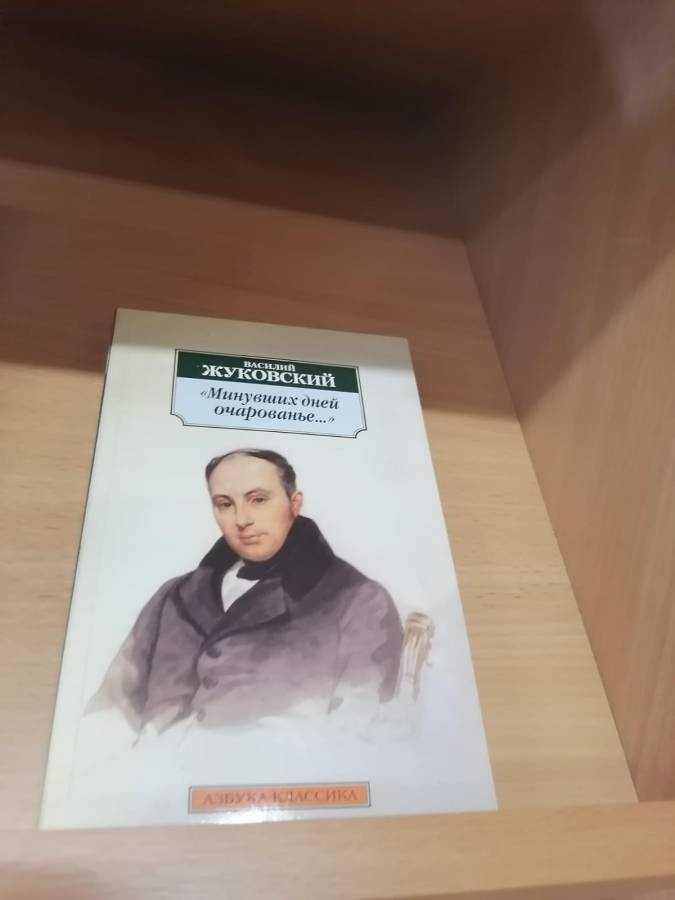 ВАСИЛИЙ
ЖУКОВСКИЙ
«Минувших дней
очарованье...»
АЗБУКА-КЛАССИКА